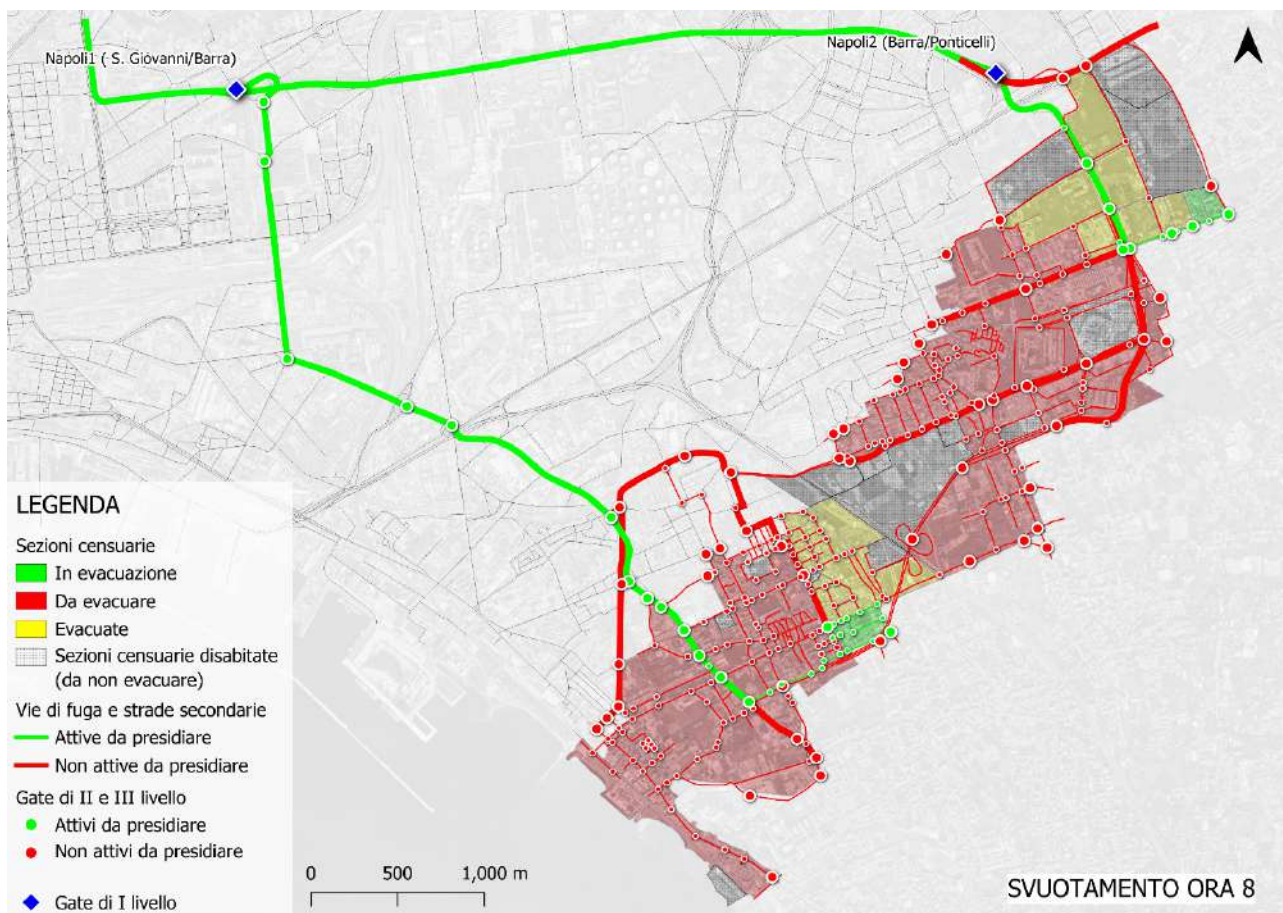 Napoli1 ( S. Giovanni/Barra)
Napoli2 (Barra/Ponticelli)
LEGENDA
Sezioni censuarie
In evacuazione
Da evacuare
Evacuate
Sezioni censuarie disabitate
(da non evacuare)
Vie di fuga e strade secondarie
Attive da presidiare
Non attive da presidiare
Gate di II e III livello
Attivi da presidiare
Non attivi da presidiare
Gate di I livello
0 500 1,000 m
SVUOTAMENTO ORA 8